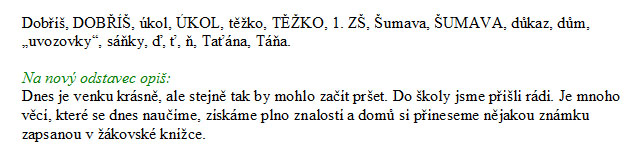 Dobříš, DOBŘÍŠ, úkol, ÚKOL, těžko, TĚŽKO, 1. ZŠ, Šumava, ŠUMAVA, důkaz, dům,
„uvozovky“, sáňky, ď, ť, ň, Taťána, Táňa.
Na nový odstavec opiš:
Dnes je venku krásně, ale stejně tak by mohlo začít pršet. Do školy jsme přišli rádi. Je mnoho
věcí, které se dnes naučíme, získáme plno znalostí a domů si přineseme nějakou známku
zapsanou v žákovské knížce.